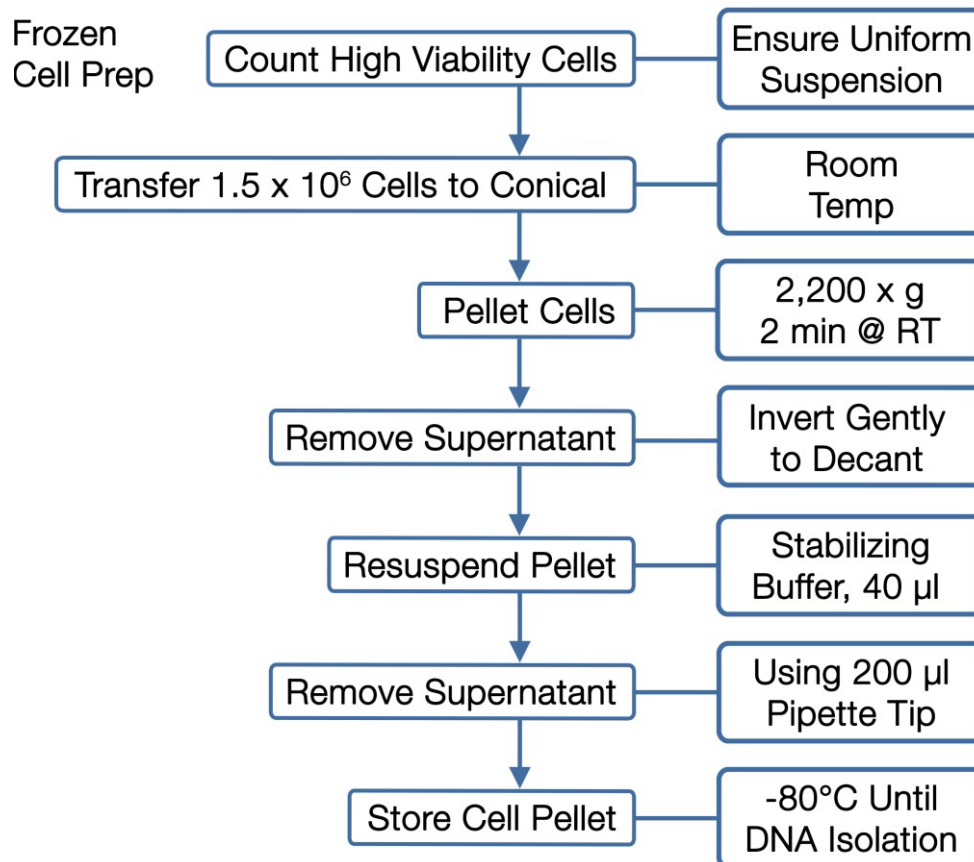 Frozen
Cell Prep
Count High Viability Cells
Ensure Uniform
Suspension
Transfer 1.5 x 10⁶ Cells to Conical
Room
Temp
Pellet Cells
2,200 x g
2 min @ RT
Remove Supernatant
Invert Gently
to Decant
Resuspend Pellet
Stabilizing
Buffer, 40 µl
Remove Supernatant
Using 200 µl
Pipette Tip
Store Cell Pellet
-80°C Until
DNA Isolation